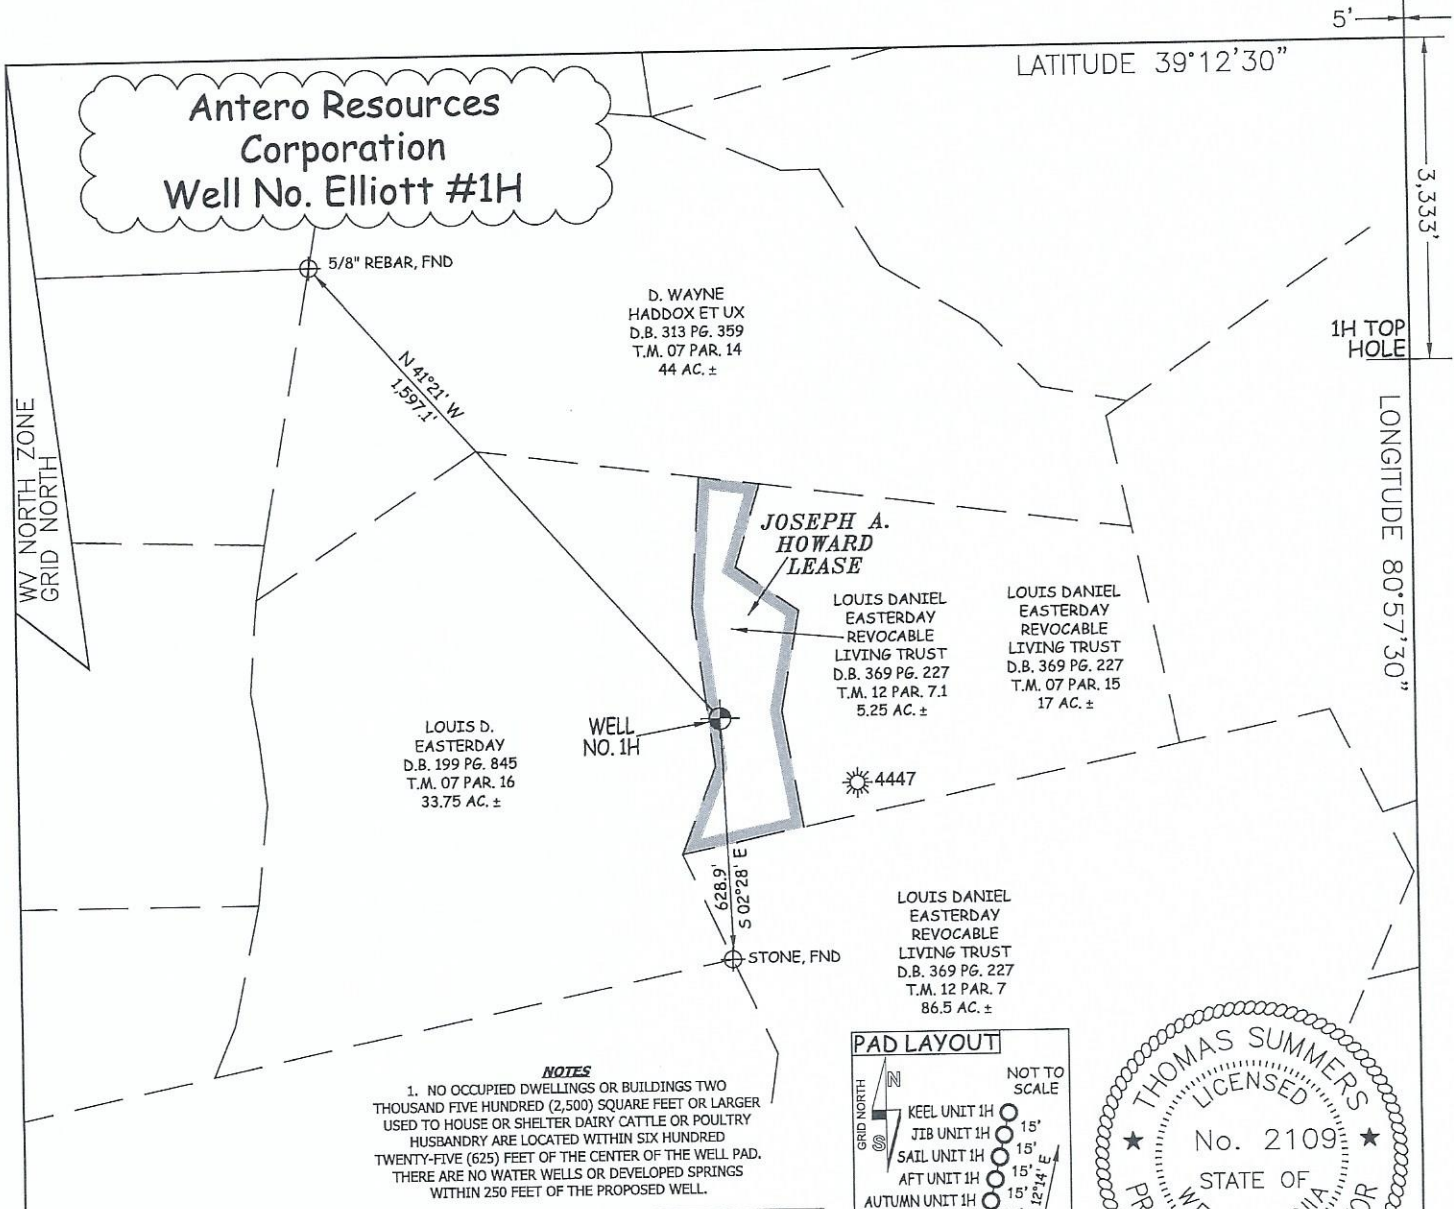 5'
LATITUDE 39°12'30"
Antero Resources
Corporation
Well No. Elliott #1H
3,333'
5/8" REBAR, FND
D. WAYNE
HADDOX ET UX
D.B. 313 PG. 359
T.M. 07 PAR. 14
44 AC. ±
1H TOP
HOLE
N 41°21' W
1,597.1'
WV NORTH ZONE
GRID NORTH
LONGITUDE 80°57'30"
JOSEPH A.
HOWARD
LEASE
LOUIS DANIEL
EASTERDAY
REVOCABLE
LIVING TRUST
D.B. 369 PG. 227
T.M. 12 PAR. 7.1
5.25 AC. ±
LOUIS DANIEL
EASTERDAY
REVOCABLE
LIVING TRUST
D.B. 369 PG. 227
T.M. 07 PAR. 15
17 AC. ±
LOUIS D.
EASTERDAY
D.B. 199 PG. 845
T.M. 07 PAR. 16
33.75 AC. ±
WELL
NO. 1H
4447
628.9'
S 02°28' E
STONE, FND
LOUIS DANIEL
EASTERDAY
REVOCABLE
LIVING TRUST
D.B. 369 PG. 227
T.M. 12 PAR. 7
86.5 AC. ±
NOTES
1. NO OCCUPIED DWELLINGS OR BUILDINGS TWO
THOUSAND FIVE HUNDRED (2,500) SQUARE FEET OR LARGER
USED TO HOUSE OR SHELTER DAIRY CATTLE OR POULTRY
HUSBANDRY ARE LOCATED WITHIN SIX HUNDRED
TWENTY-FIVE (625) FEET OF THE CENTER OF THE WELL PAD.
THERE ARE NO WATER WELLS OR DEVELOPED SPRINGS
WITHIN 250 FEET OF THE PROPOSED WELL.
PAD LAYOUT
N
GRID NORTH
S
NOT TO
SCALE
KEEL UNIT 1H
15'
JIB UNIT 1H
15'
SAIL UNIT 1H
15'
AFT UNIT 1H
15'
AUTUMN UNIT 1H
12°14' E
THOMAS SUMMERS
LICENSED
No. 2109
STATE OF